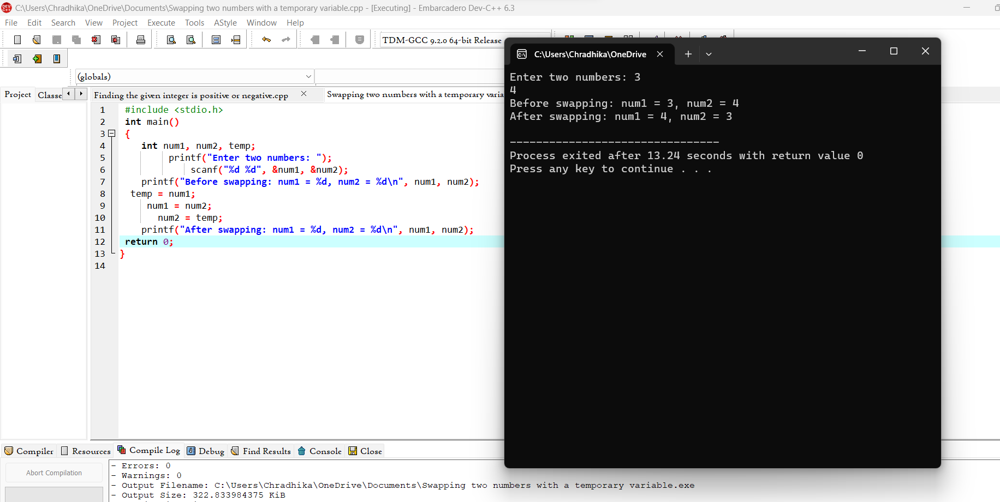 C:\Users\Chradhika\OneDrive\Documents\Swapping two numbers with a temporary variable.cpp - [Executing] - Embarcadero Dev-C++ 6.3
File Edit Search View Project Execute Tools AStyle Window Help
TDM-GCC 9.2.0 64-bit Release
(globals)
Project Classe
Finding the given integer is positive or negative.cpp
Swapping two numbers with a temporary varia
1 #include <stdio.h>
2 int main()
3 {
4 int num1, num2, temp;
5 printf("Enter two numbers: ");
6 scanf("%d %d", &num1, &num2);
7 printf("Before swapping: num1 = %d, num2 = %d\n", num1, num2);
8 temp = num1;
9 num1 = num2;
10 num2 = temp;
11 printf("After swapping: num1 = %d, num2 = %d\n", num1, num2);
12 return 0;
13 }
14
C:\Users\Chradhika\OneDrive
Enter two numbers: 3
4
Before swapping: num1 = 3, num2 = 4
After swapping: num1 = 4, num2 = 3
--------------------------------
Process exited after 13.24 seconds with return value 0
Press any key to continue . . .
Compiler Resources Compile Log Debug Find Results Console Close
Abort Compilation
- Errors: 0
- Warnings: 0
- Output Filename: C:\Users\Chradhika\OneDrive\Documents\Swapping two numbers with a temporary variable.exe
- Output Size: 322.833984375 KiB